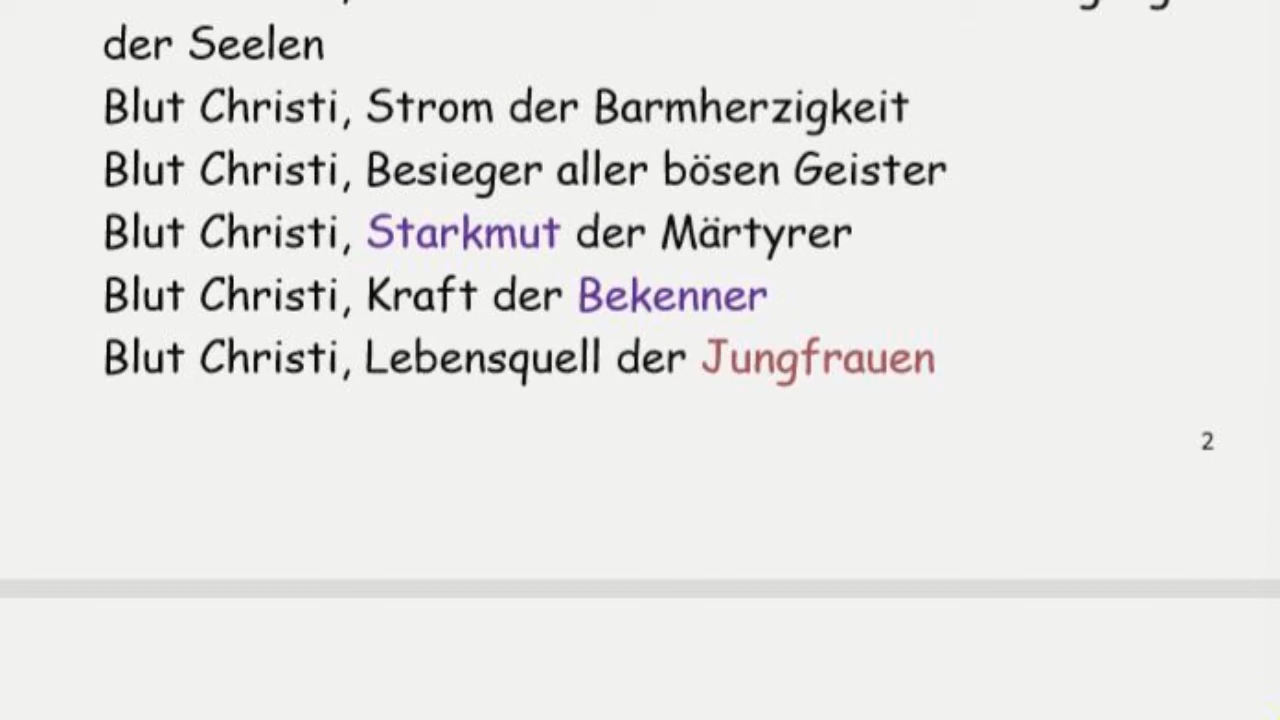 der Seelen
Blut Christi, Strom der Barmherzigkeit
Blut Christi, Besieger aller bösen Geister
Blut Christi, Starkmut der Märtyrer
Blut Christi, Kraft der Bekenner
Blut Christi, Lebensquell der Jungfrauen
2